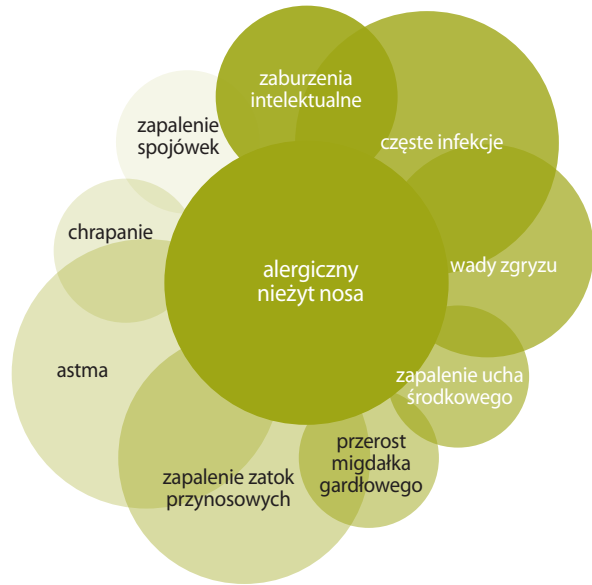 zaburzenia
intelektualne
częste infekcje
wady zgryzu
zapalenie ucha
środkowego
przerost
migdałka
gardłowego
zapalenie zatok
przynosowych
astma
chrapanie
zapalenie
spojówek
alergiczny
nieżyt nosa